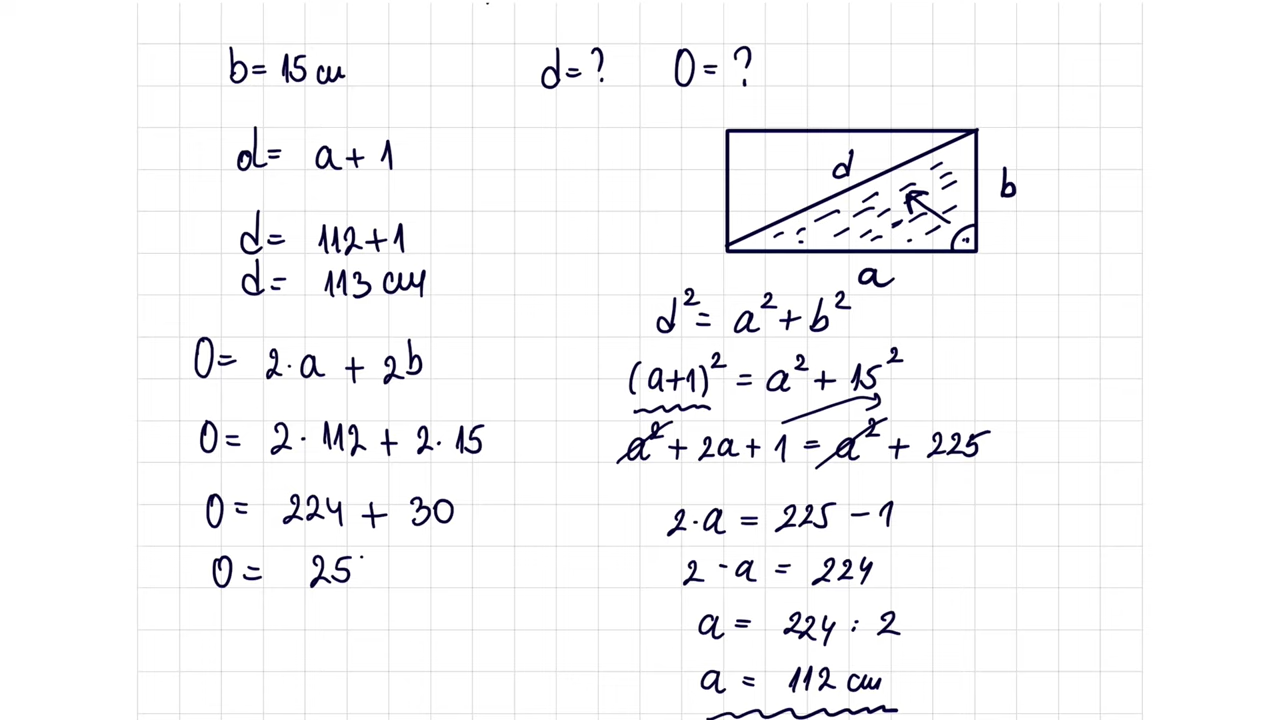 b = 15 cm d = ? O = ?
d = a + 1
d = 112 + 1
d = 113 cm
O = 2 · a + 2b
O = 2 · 112 + 2 · 15
O = 224 + 30
O = 25
d
b
a
d² = a² + b²
(a+1)² = a² + 15²
a² + 2a + 1 = a² + 225
2 · a = 225 − 1
2 · a = 224
a = 224 : 2
a = 112 cm